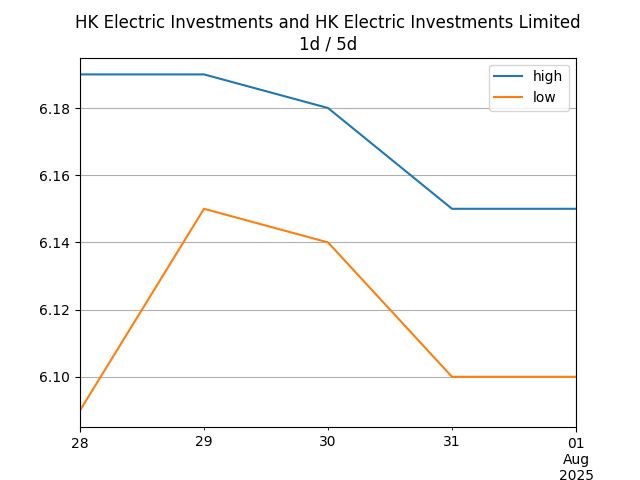 HK Electric Investments and HK Electric Investments Limited
1d / 5d
high
low
6.18
6.16
6.14
6.12
6.10
28
29
30
31
01
Aug
2025